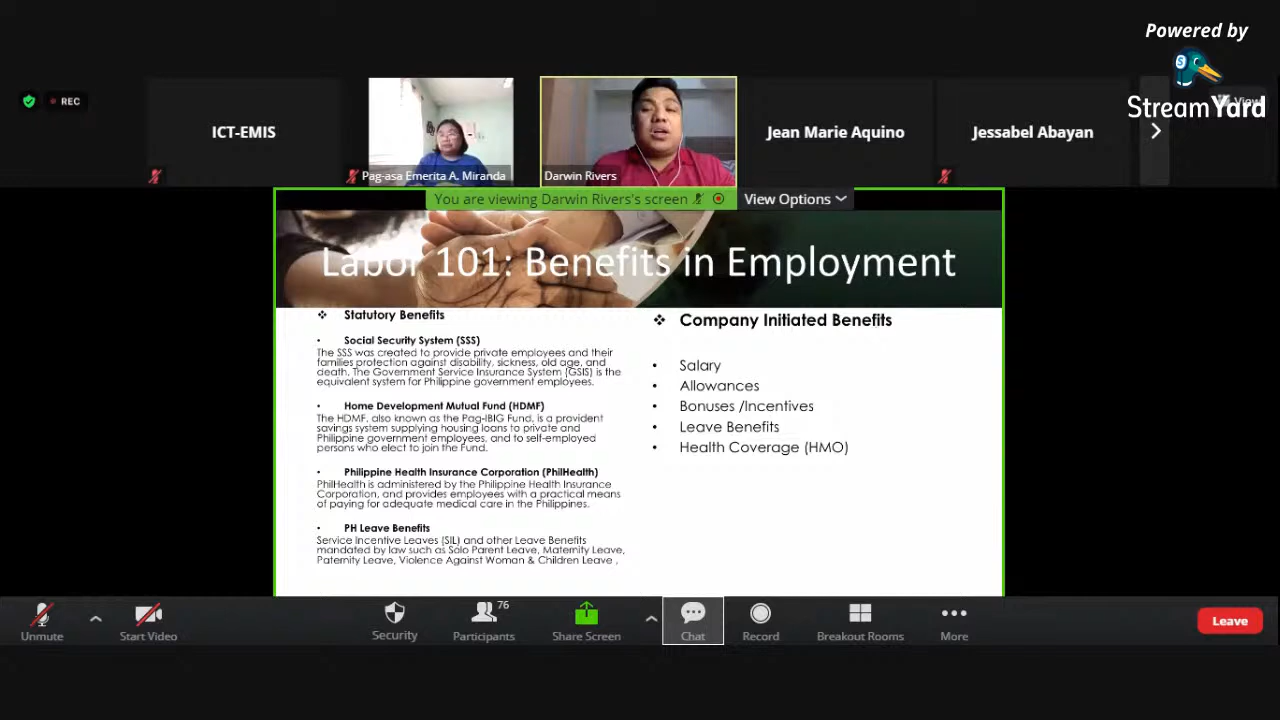 Powered by
StreamYard
REC
View
ICT-EMIS
Pag-asa Emerita A. Miranda
Darwin Rivers
Jean Marie Aquino
Jessabel Abayan
You are viewing Darwin Rivers's screen
View Options
Labor 101: Benefits in Employment
❖ Statutory Benefits
• Social Security System (SSS)
The SSS was created to provide private employees and their
families protection against disability, sickness, old age, and
death. The Government Service Insurance System (GSIS) is the
equivalent system for Philippine government employees.
• Home Development Mutual Fund (HDMF)
The HDMF, also known as the Pag-IBIG Fund, is a provident
savings system supplying housing loans to private and
Philippine government employees, and to self-employed
persons who elect to join the Fund.
• Philippine Health Insurance Corporation (PhilHealth)
PhilHealth is administered by the Philippine Health Insurance
Corporation, and provides employees with a practical means
of paying for adequate medical care in the Philippines.
• PH Leave Benefits
Service Incentive Leaves (SIL) and other Leave Benefits
mandated by law such as Solo Parent Leave, Maternity Leave,
Paternity Leave, Violence Against Woman & Children Leave ,
❖ Company Initiated Benefits
• Salary
• Allowances
• Bonuses /Incentives
• Leave Benefits
• Health Coverage (HMO)
Unmute
Start Video
Security
76
Participants
Share Screen
Chat
Record
Breakout Rooms
More
Leave